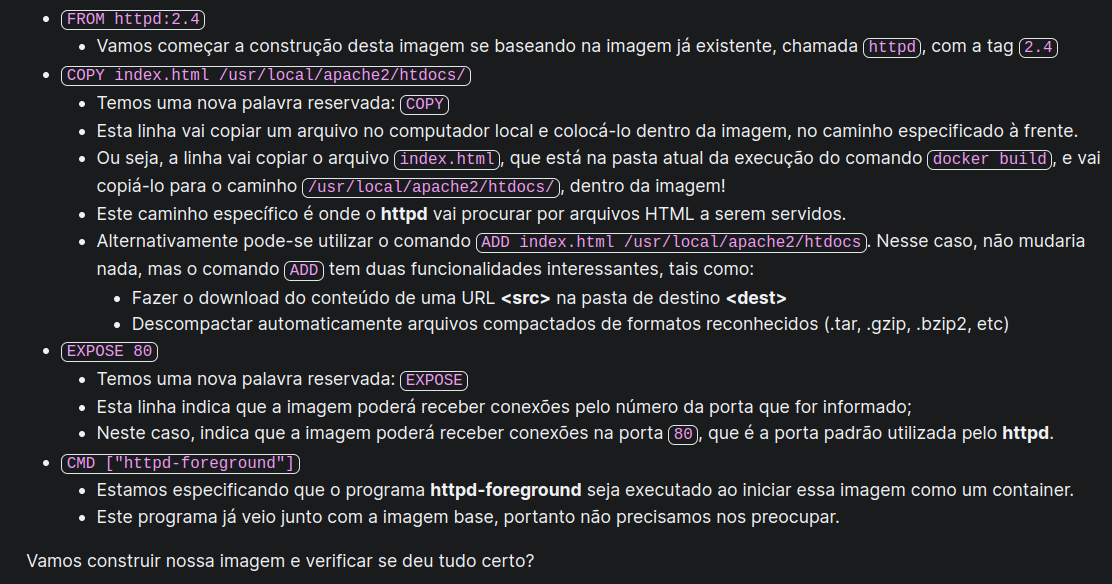 FROM httpd:2.4
Vamos começar a construção desta imagem se baseando na imagem já existente, chamada httpd, com a tag 2.4
COPY index.html /usr/local/apache2/htdocs/
Temos uma nova palavra reservada: COPY
Esta linha vai copiar um arquivo no computador local e colocá-lo dentro da imagem, no caminho especificado à frente.
Ou seja, a linha vai copiar o arquivo index.html, que está na pasta atual da execução do comando docker build, e vai
copiá-lo para o caminho /usr/local/apache2/htdocs/, dentro da imagem!
Este caminho específico é onde o httpd vai procurar por arquivos HTML a serem servidos.
Alternativamente pode-se utilizar o comando ADD index.html /usr/local/apache2/htdocs. Nesse caso, não mudaria
nada, mas o comando ADD tem duas funcionalidades interessantes, tais como:
Fazer o download do conteúdo de uma URL <src> na pasta de destino <dest>
Descompactar automaticamente arquivos compactados de formatos reconhecidos (.tar, .gzip, .bzip2, etc)
EXPOSE 80
Temos uma nova palavra reservada: EXPOSE
Esta linha indica que a imagem poderá receber conexões pelo número da porta que for informado;
Neste caso, indica que a imagem poderá receber conexões na porta 80, que é a porta padrão utilizada pelo httpd.
CMD ["httpd-foreground"]
Estamos especificando que o programa httpd-foreground seja executado ao iniciar essa imagem como um container.
Este programa já veio junto com a imagem base, portanto não precisamos nos preocupar.
Vamos construir nossa imagem e verificar se deu tudo certo?